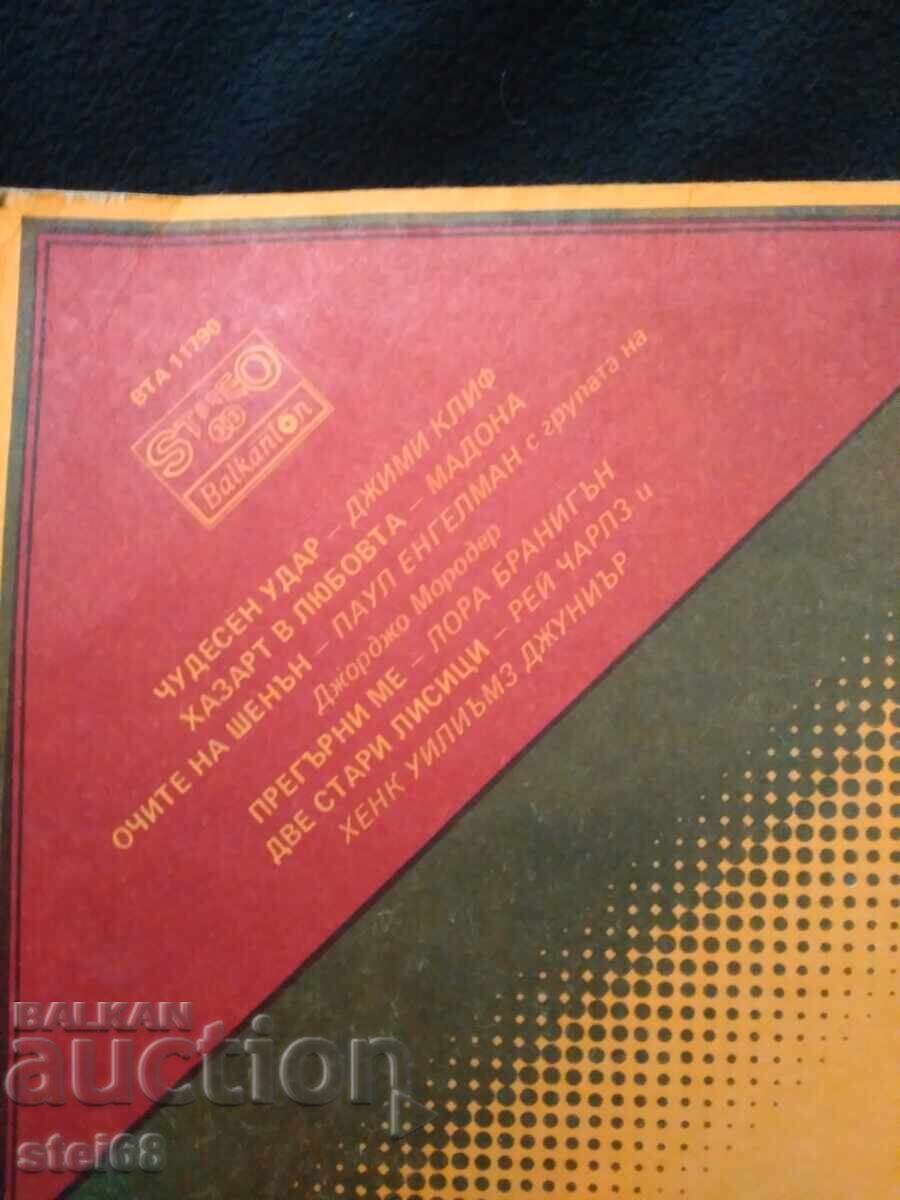 ВТА 11790
STEREO
Balkanton
ЧУДЕСЕН УДАР – ДЖИМИ КЛИФ
ХАЗАРТ В ЛЮБОВТА – МАДОНА
ОЧИТЕ НА ШЕНЪН – ПАУЛ ЕНГЕЛМАН с групата на
Джорджо Мородер
ПРЕГЪРНИ МЕ – ЛОРА БРАНИГЪН
ДВЕ СТАРИ ЛИСИЦИ – РЕЙ ЧАРЛЗ и
ХЕНК УИЛИЪМЗ ДЖУНИЪР
BALKAN
auction
stei68